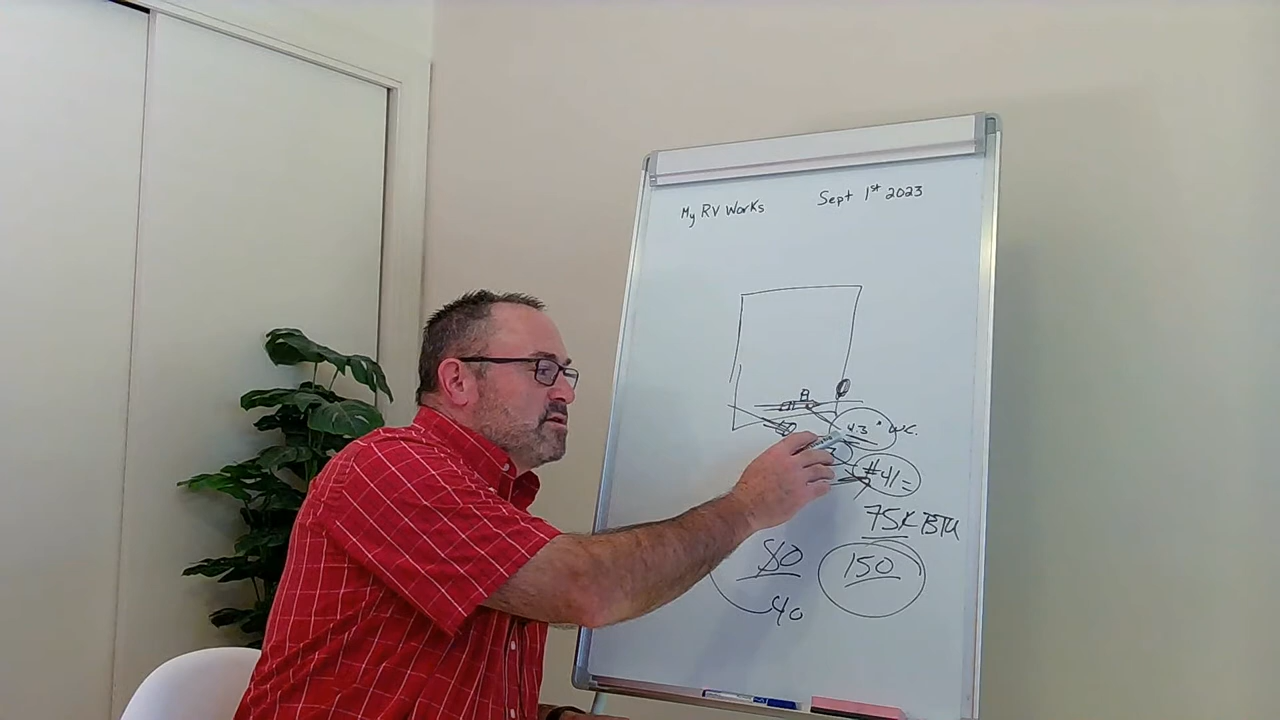 My RV Works Sept 1st 2023
4.3" W.C.
#41=
75K BTU
80 150
40